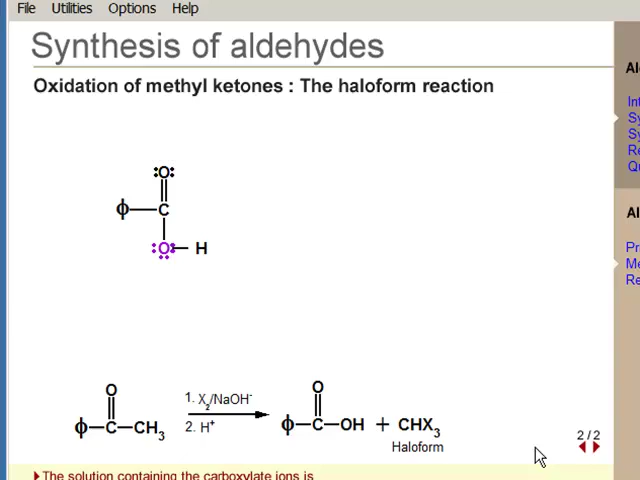 File Utilities Options Help
Synthesis of aldehydes
Oxidation of methyl ketones : The haloform reaction
O
ϕ C
O H
O
ϕ C CH3
1. X2/NaOH-
2. H+
O
ϕ C OH + CHX3
Haloform
2 / 2
The solution containing the carboxylate ions is